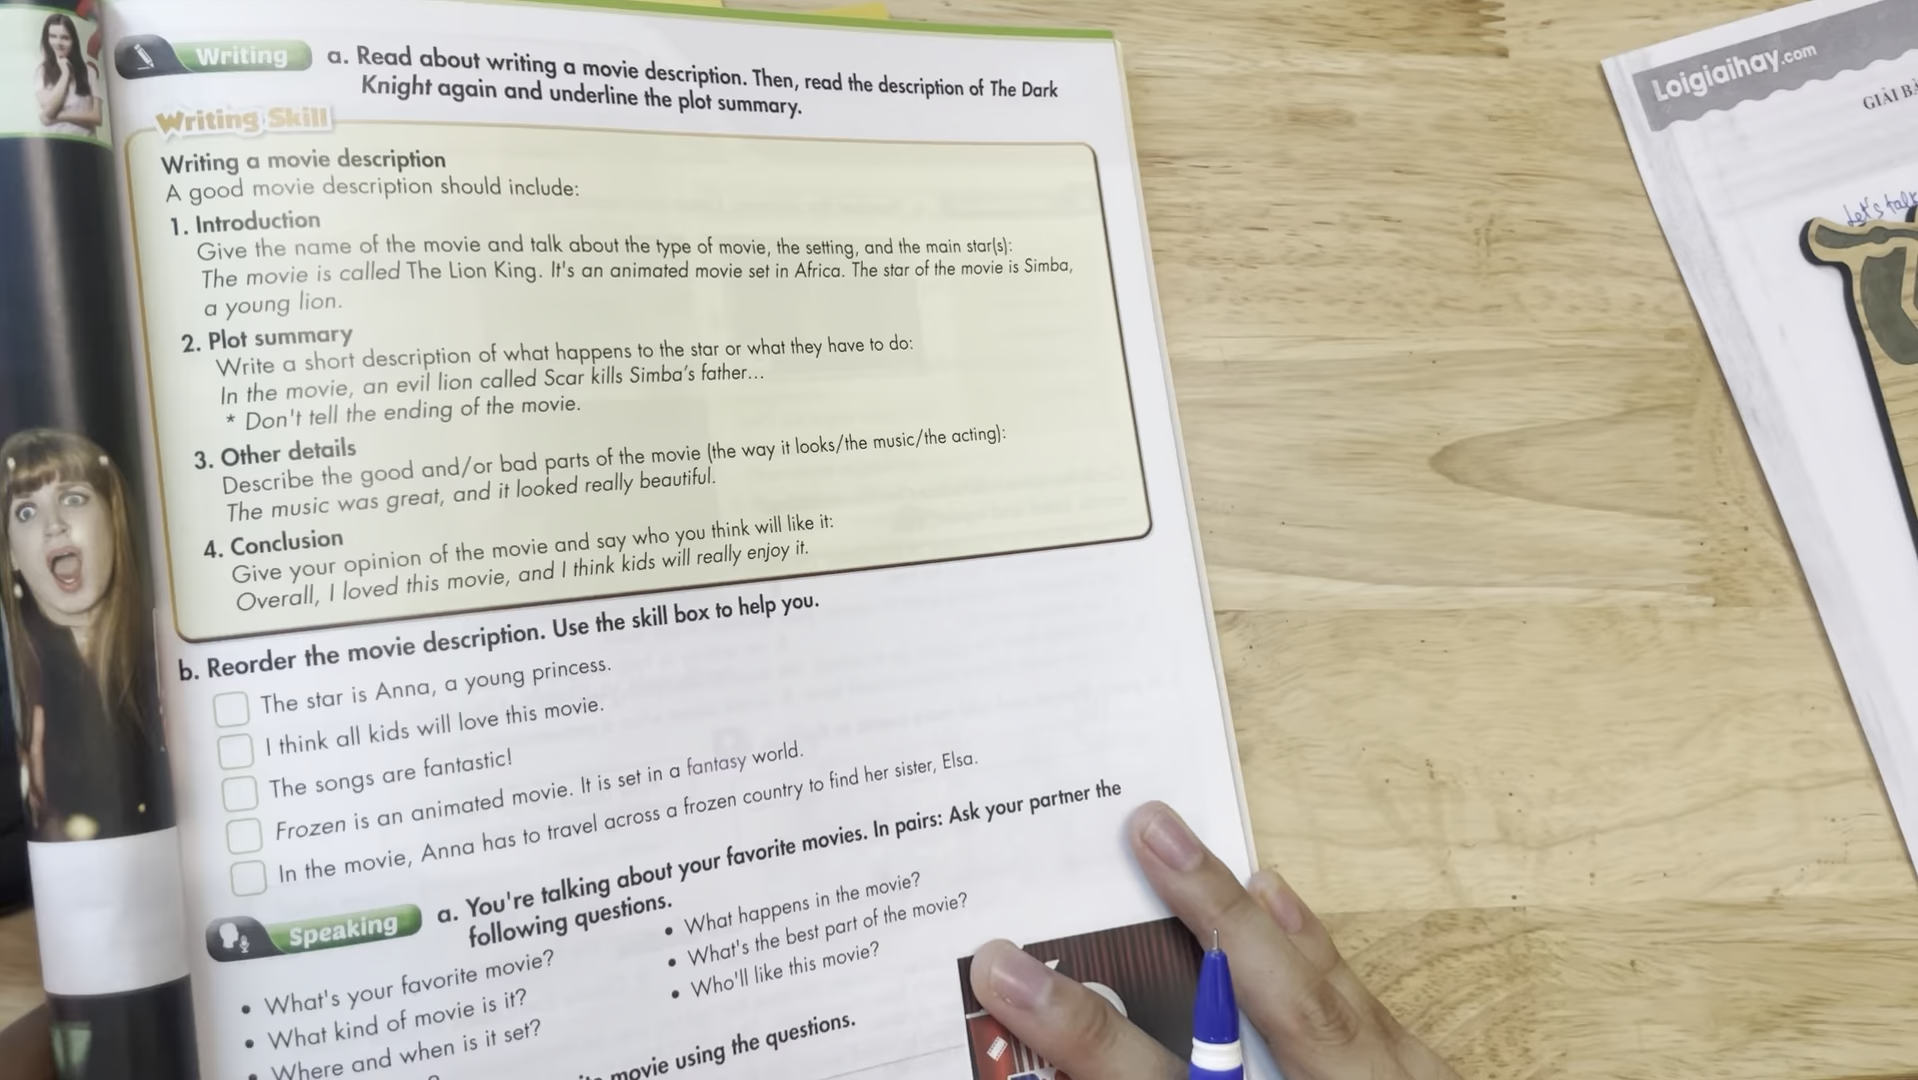 Writing
a. Read about writing a movie description. Then, read the description of The Dark
Knight again and underline the plot summary.
Writing Skill
Writing a movie description
A good movie description should include:
1. Introduction
Give the name of the movie and talk about the type of movie, the setting, and the main star(s):
The movie is called The Lion King. It's an animated movie set in Africa. The star of the movie is Simba,
a young lion.
2. Plot summary
Write a short description of what happens to the star or what they have to do:
In the movie, an evil lion called Scar kills Simba's father...
* Don't tell the ending of the movie.
3. Other details
Describe the good and/or bad parts of the movie (the way it looks/the music/the acting):
The music was great, and it looked really beautiful.
4. Conclusion
Give your opinion of the movie and say who you think will like it:
Overall, I loved this movie, and I think kids will really enjoy it.
b. Reorder the movie description. Use the skill box to help you.
The star is Anna, a young princess.
I think all kids will love this movie.
The songs are fantastic!
Frozen is an animated movie. It is set in a fantasy world.
In the movie, Anna has to travel across a frozen country to find her sister, Elsa.
Speaking
a. You're talking about your favorite movies. In pairs: Ask your partner the
following questions.
• What's your favorite movie?
• What kind of movie is it?
• Where and when is it set?
• What happens in the movie?
• What's the best part of the movie?
• Who'll like this movie?
movie using the questions.
Loigiaihay.com
GIẢI
Let's talk